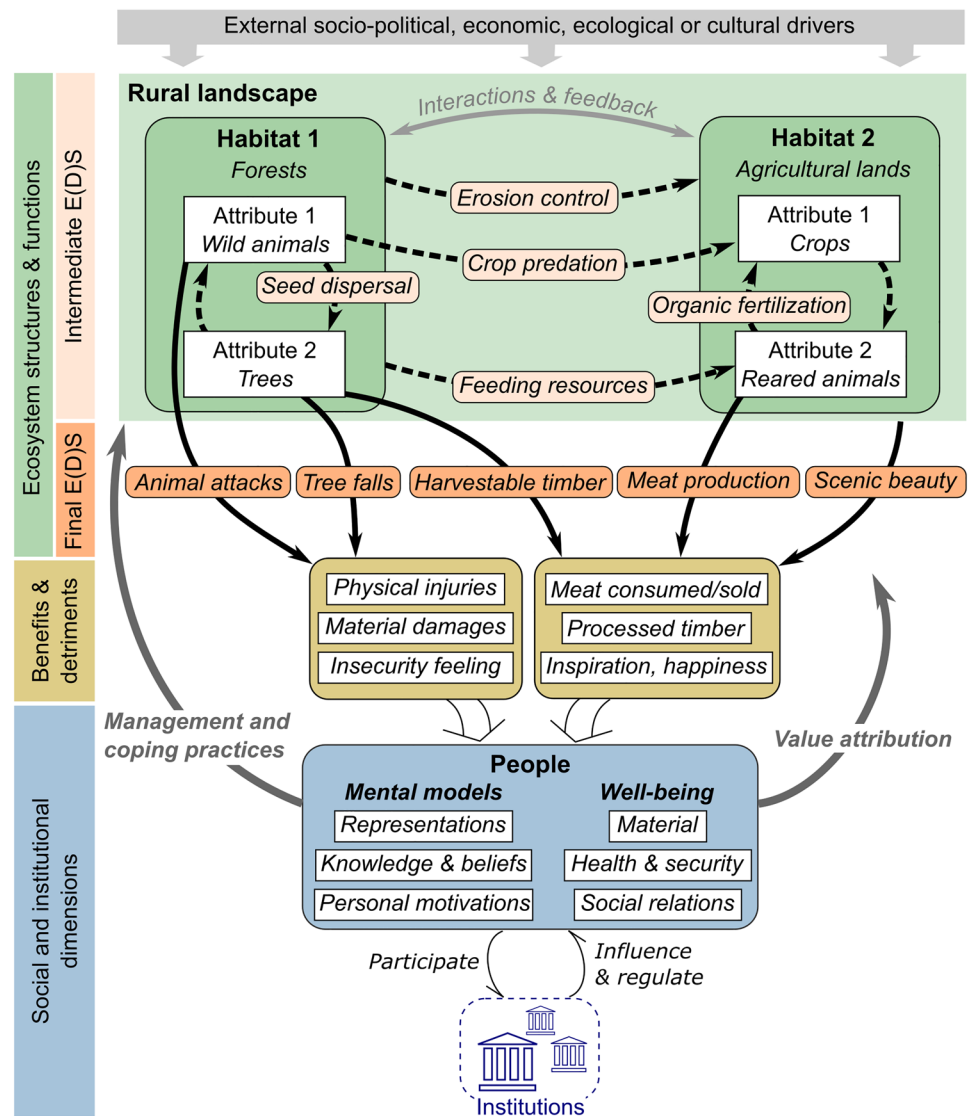 External socio-political, economic, ecological or cultural drivers
Ecosystem structures & functions
Intermediate E(D)S
Final E(D)S
Benefits &
detriments
Social and institutional
dimensions
Rural landscape
Interactions & feedback
Habitat 1
Forests
Attribute 1
Wild animals
Seed dispersal
Attribute 2
Trees
Erosion control
Crop predation
Feeding resources
Habitat 2
Agricultural lands
Attribute 1
Crops
Organic fertilization
Attribute 2
Reared animals
Animal attacks
Tree falls
Harvestable timber
Meat production
Scenic beauty
Physical injuries
Material damages
Insecurity feeling
Meat consumed/sold
Processed timber
Inspiration, happiness
Management and
coping practices
Value attribution
People
Mental models
Representations
Knowledge & beliefs
Personal motivations
Well-being
Material
Health & security
Social relations
Participate
Influence
& regulate
Institutions